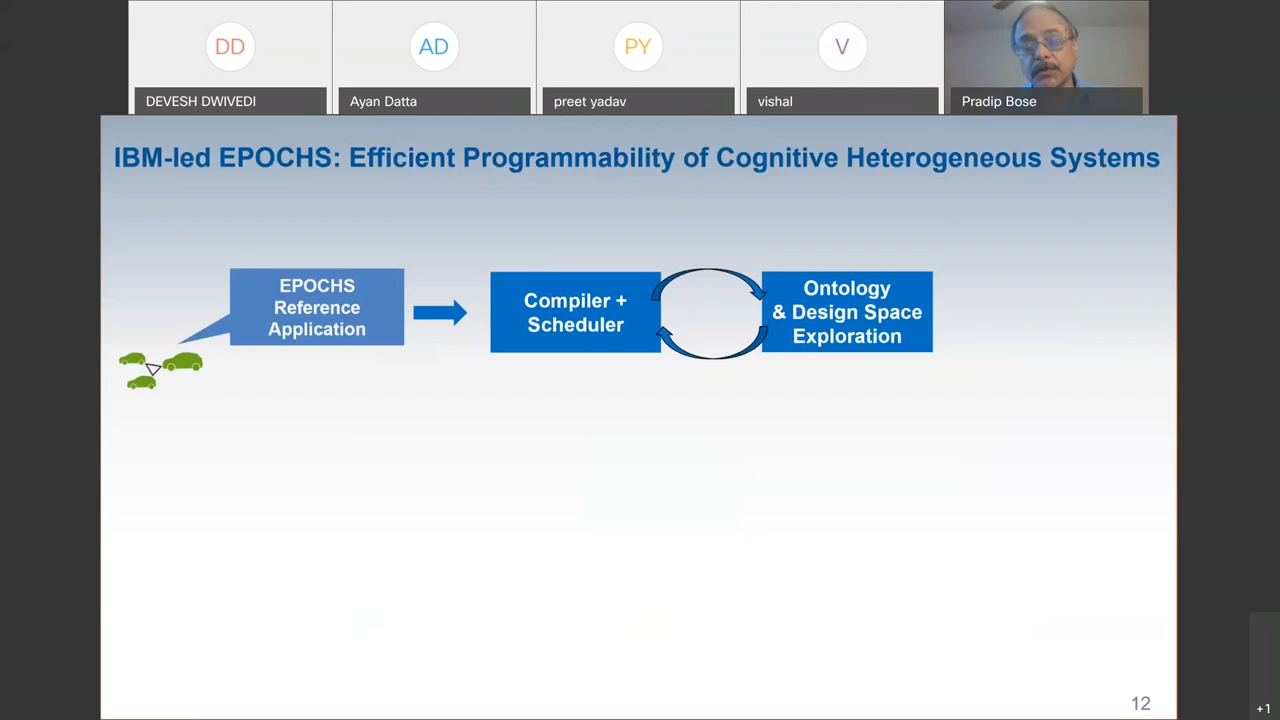 DD
AD
PY
V
DEVESH DWIVEDI
Ayan Datta
preet yadav
vishal
Pradip Bose
IBM-led EPOCHS: Efficient Programmability of Cognitive Heterogeneous Systems
EPOCHS
Reference
Application
Compiler +
Scheduler
Ontology
& Design Space
Exploration
12
+1